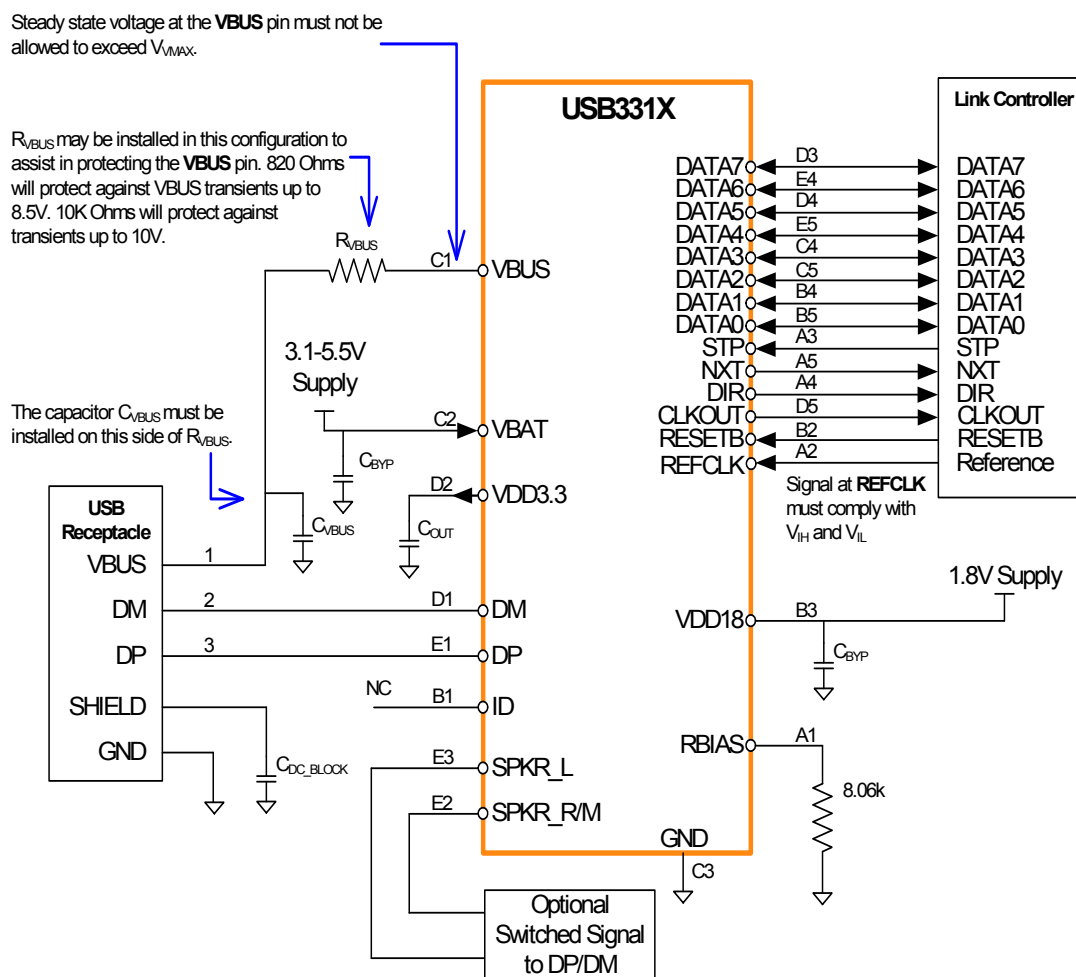 Steady state voltage at the VBUS pin must not be
allowed to exceed VVMAX.
RVBUS may be installed in this configuration to
assist in protecting the VBUS pin. 820 Ohms
will protect against VBUS transients up to
8.5V. 10K Ohms will protect against
transients up to 10V.
RVBUS
C1
VBUS
3.1-5.5V
Supply
The capacitor CVBUS must be
installed on this side of RVBUS.
C2
VBAT
CBYP
D2
VDD3.3
COUT
CVBUS
USB
Receptacle
VBUS
1
DM
2
D1
DM
DP
3
E1
DP
SHIELD
NC
B1
ID
GND
CDC_BLOCK
E3
SPKR_L
E2
SPKR_R/M
USB331X
Link Controller
DATA7
D3
DATA7
DATA6
E4
DATA6
DATA5
D4
DATA5
DATA4
E5
DATA4
DATA3
C4
DATA3
DATA2
C5
DATA2
DATA1
B4
DATA1
DATA0
B5
DATA0
STP
A3
STP
NXT
A5
NXT
DIR
A4
DIR
CLKOUT
D5
CLKOUT
RESETB
B2
RESETB
REFCLK
A2
Reference
Signal at REFCLK
must comply with
VIH and VIL
1.8V Supply
VDD18
B3
CBYP
RBIAS
A1
8.06k
GND
C3
Optional
Switched Signal
to DP/DM